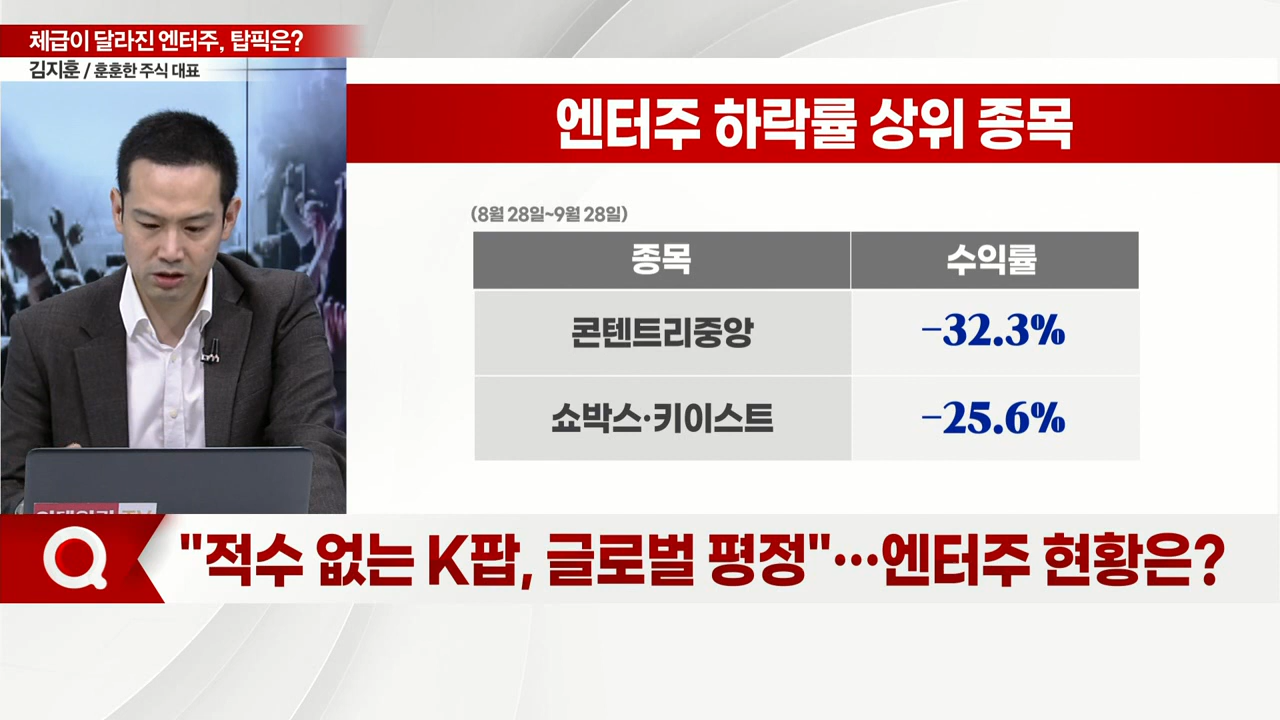 체급이 달라진 엔터주, 탑픽은?
김지훈 / 훈훈한 주식 대표
엔터주 하락률 상위 종목
(8월 28일~9월 28일)
종목 수익률
콘텐트리중앙 -32.3%
쇼박스·키이스트 -25.6%
"적수 없는 K팝, 글로벌 평정"…엔터주 현황은?